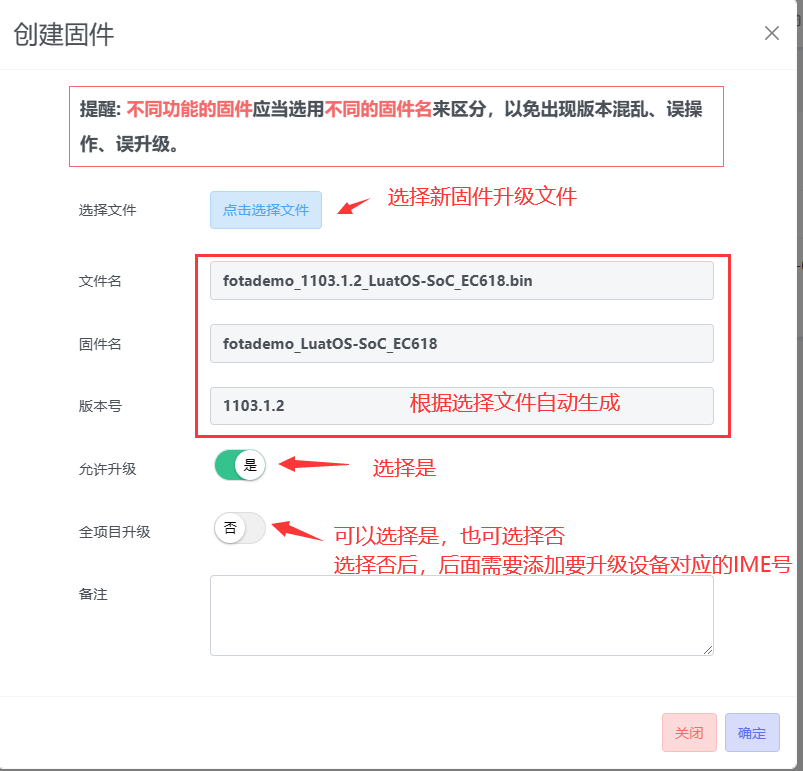 创建固件
提醒: 不同功能的固件应当选用不同的固件名来区分，以免出现版本混乱、误操
作、误升级。
选择文件
点击选择文件
选择新固件升级文件
文件名
fotademo_1103.1.2_LuatOS-SoC_EC618.bin
固件名
fotademo_LuatOS-SoC_EC618
版本号
1103.1.2
根据选择文件自动生成
允许升级
是
选择是
全项目升级
否
可以选择是，也可选择否
选择否后，后面需要添加要升级设备对应的IME号
备注
关闭
确定